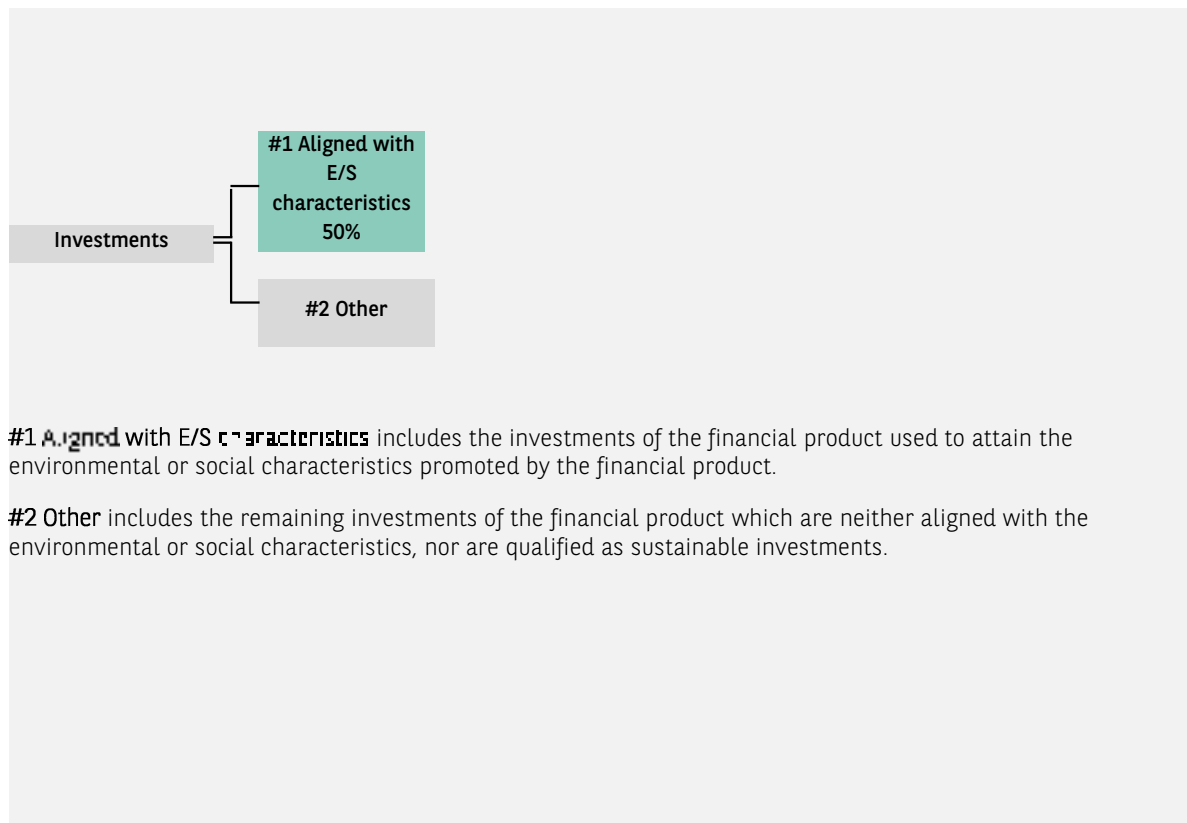 #1 Aligned with
E/S
characteristics
50%
Investments
#2 Other
#1 Aligned with E/S characteristics includes the investments of the financial product used to attain the
environmental or social characteristics promoted by the financial product.
#2 Other includes the remaining investments of the financial product which are neither aligned with the
environmental or social characteristics, nor are qualified as sustainable investments.